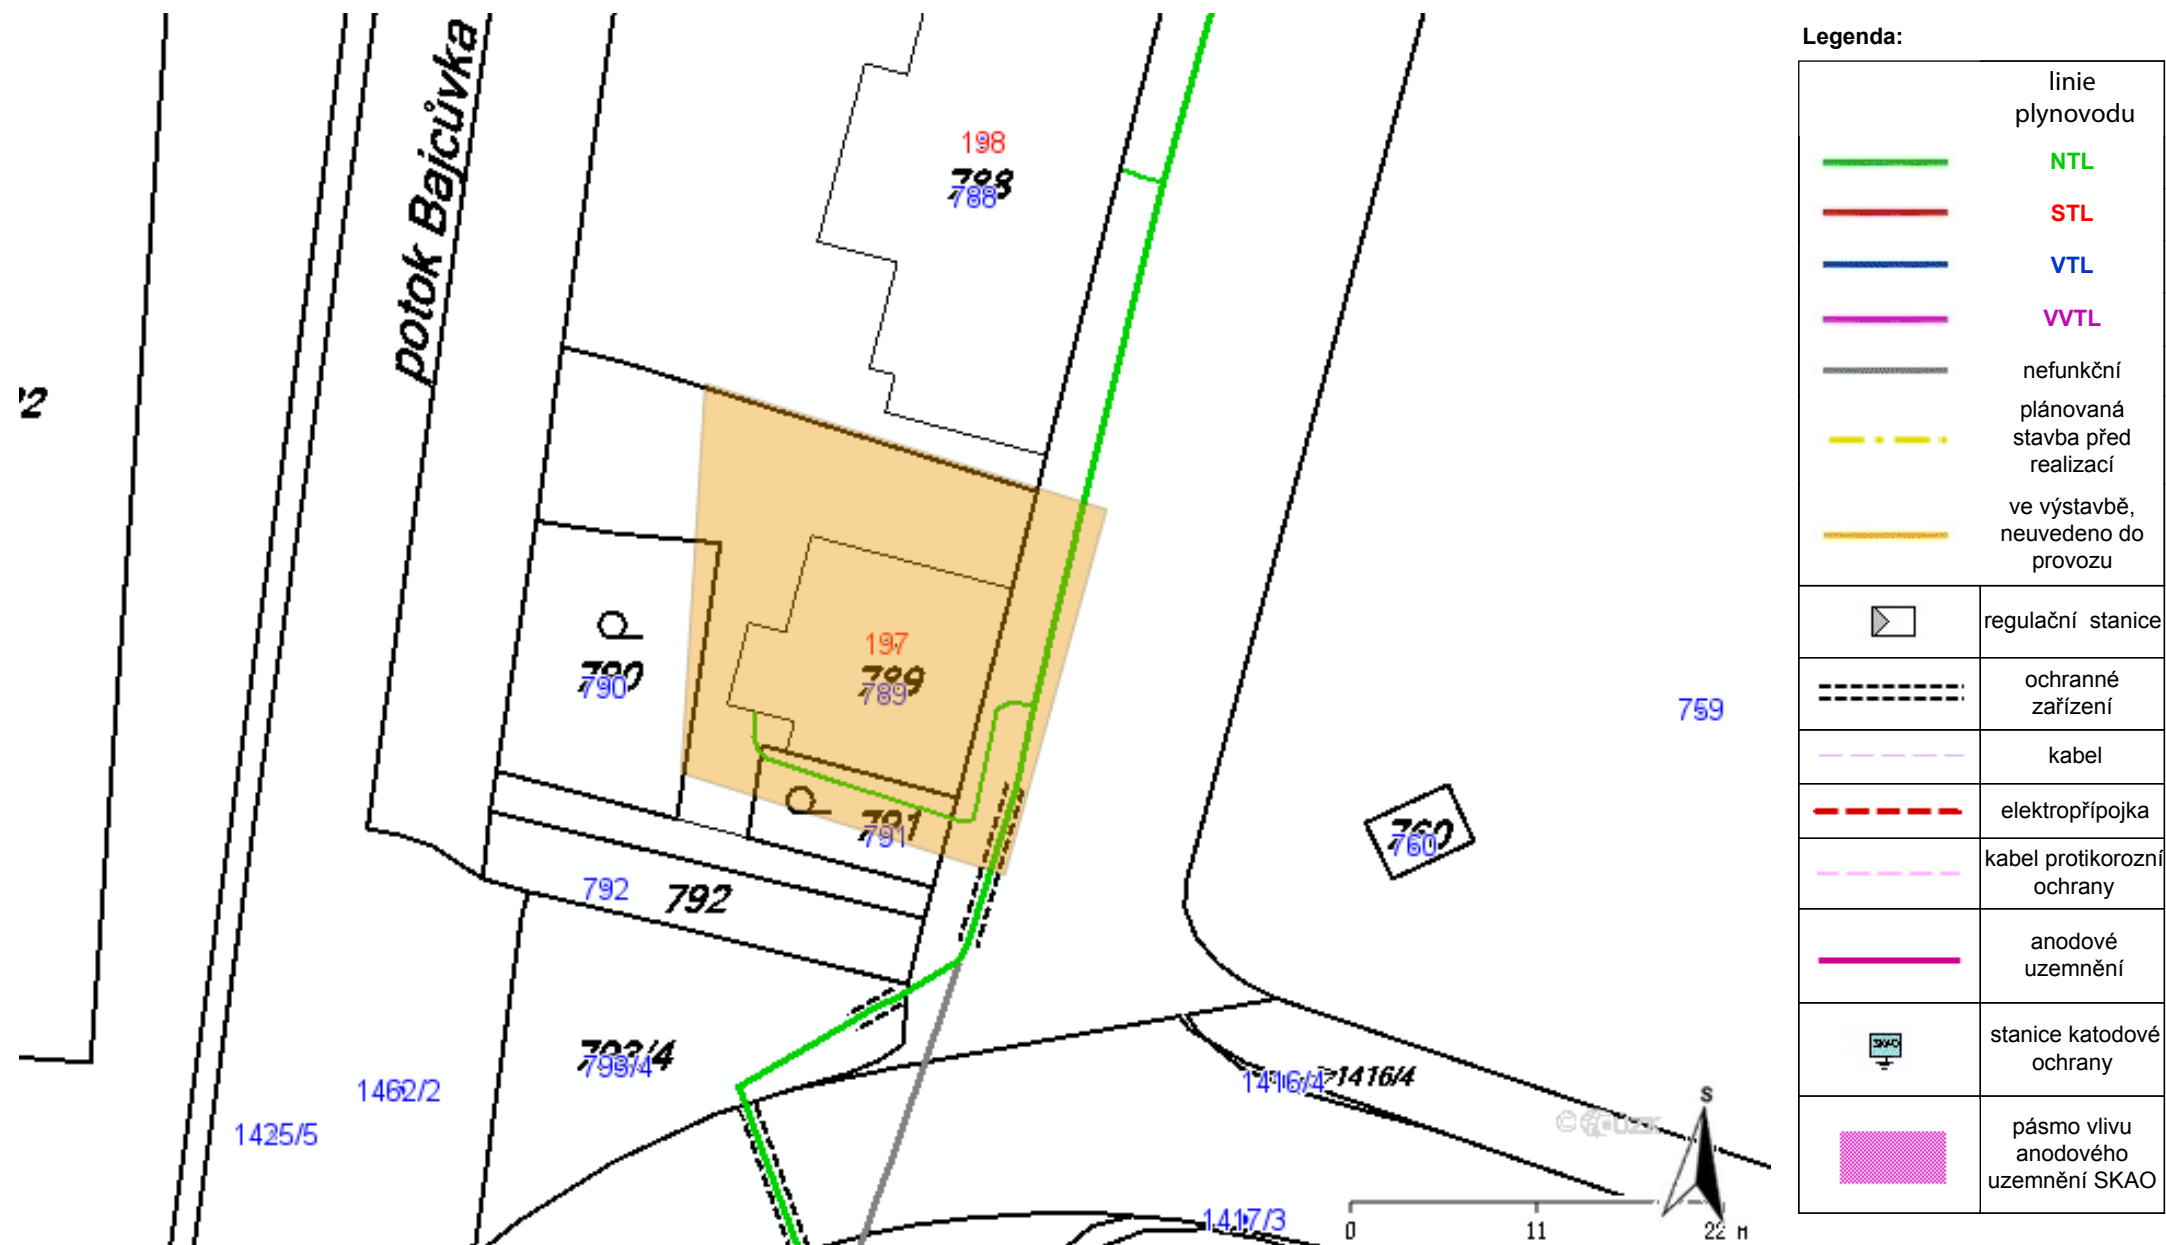 potok Bajcůvka
198
788
788
197
789
789
790
790
791
791
792
792
793/4
793/4
1462/2
1425/5
759
760
760
1416/4
1416/4
1417/3
S
0 11 22 M
Legenda:
linie
plynovodu
NTL
STL
VTL
VVTL
nefunkční
plánovaná
stavba před
realizací
ve výstavbě,
neuvedeno do
provozu
regulační stanice
ochranné
zařízení
kabel
elektropřípojka
kabel protikorozní
ochrany
anodové
uzemnění
SKAO
stanice katodové
ochrany
pásmo vlivu
anodového
uzemnění SKAO